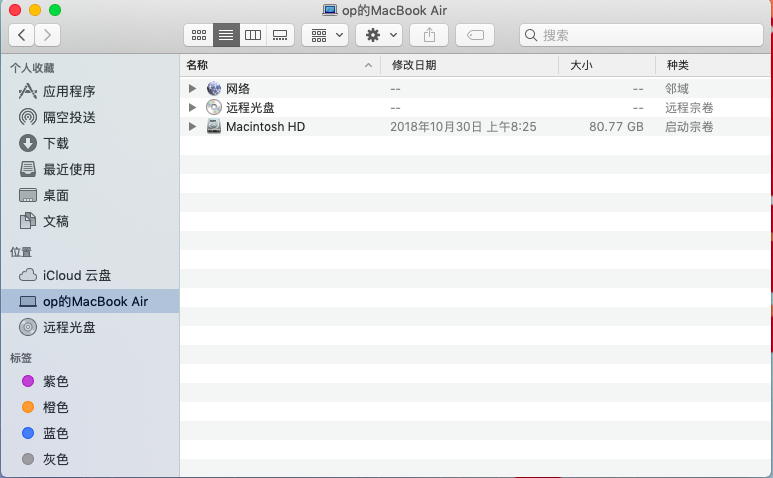 op的MacBook Air
搜索
个人收藏
应用程序
隔空投送
下载
最近使用
桌面
文稿
位置
iCloud 云盘
op的MacBook Air
远程光盘
标签
紫色
橙色
蓝色
灰色
名称 修改日期 大小 种类
网络 -- -- 邻域
远程光盘 -- -- 远程宗卷
Macintosh HD 2018年10月30日 上午8:25 80.77 GB 启动宗卷